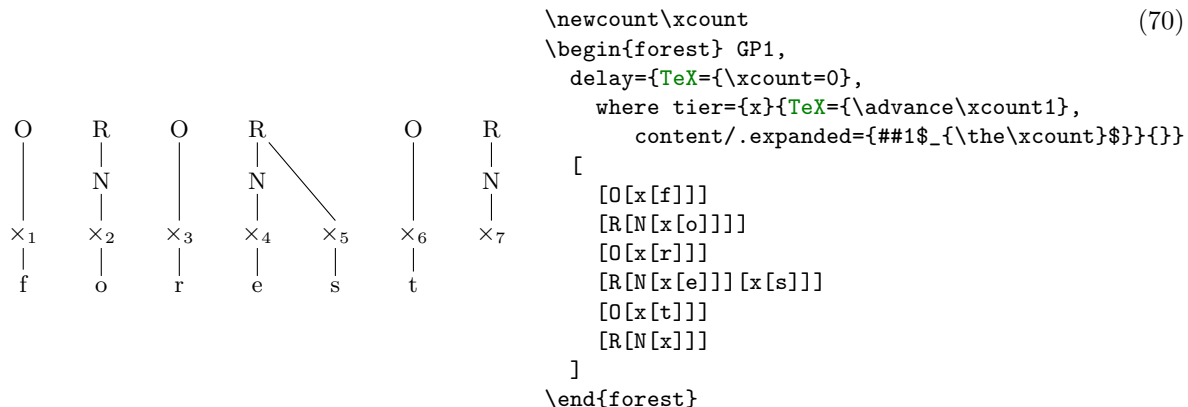 O R O R O R
N N N
×1 ×2 ×3 ×4 ×5 ×6 ×7
f o r e s t
\newcount\xcount (70)
\begin{forest} GP1,
  delay={TeX={\xcount=0},
    where tier={x}{TeX={\advance\xcount1},
       content/.expanded={##1$_{\the\xcount}$}}{}}
  [
    [O[x[f]]]
    [R[N[x[o]]]]
    [O[x[r]]]
    [R[N[x[e]]][x[s]]]
    [O[x[t]]]
    [R[N[x]]]
  ]
\end{forest}